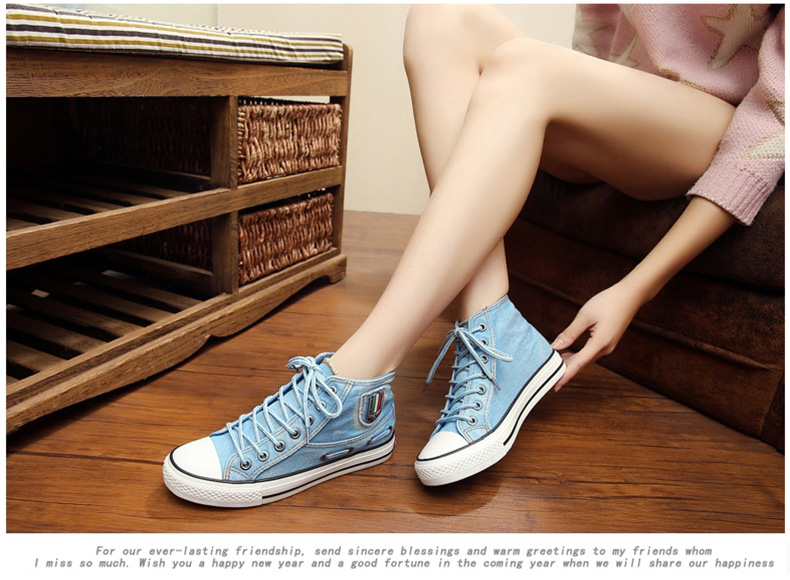 For our ever-lasting friendship, send sincere blessings and warm greetings to my friends whom
I miss so much. Wish you a happy new year and a good fortune in the coming year when we will share our happiness